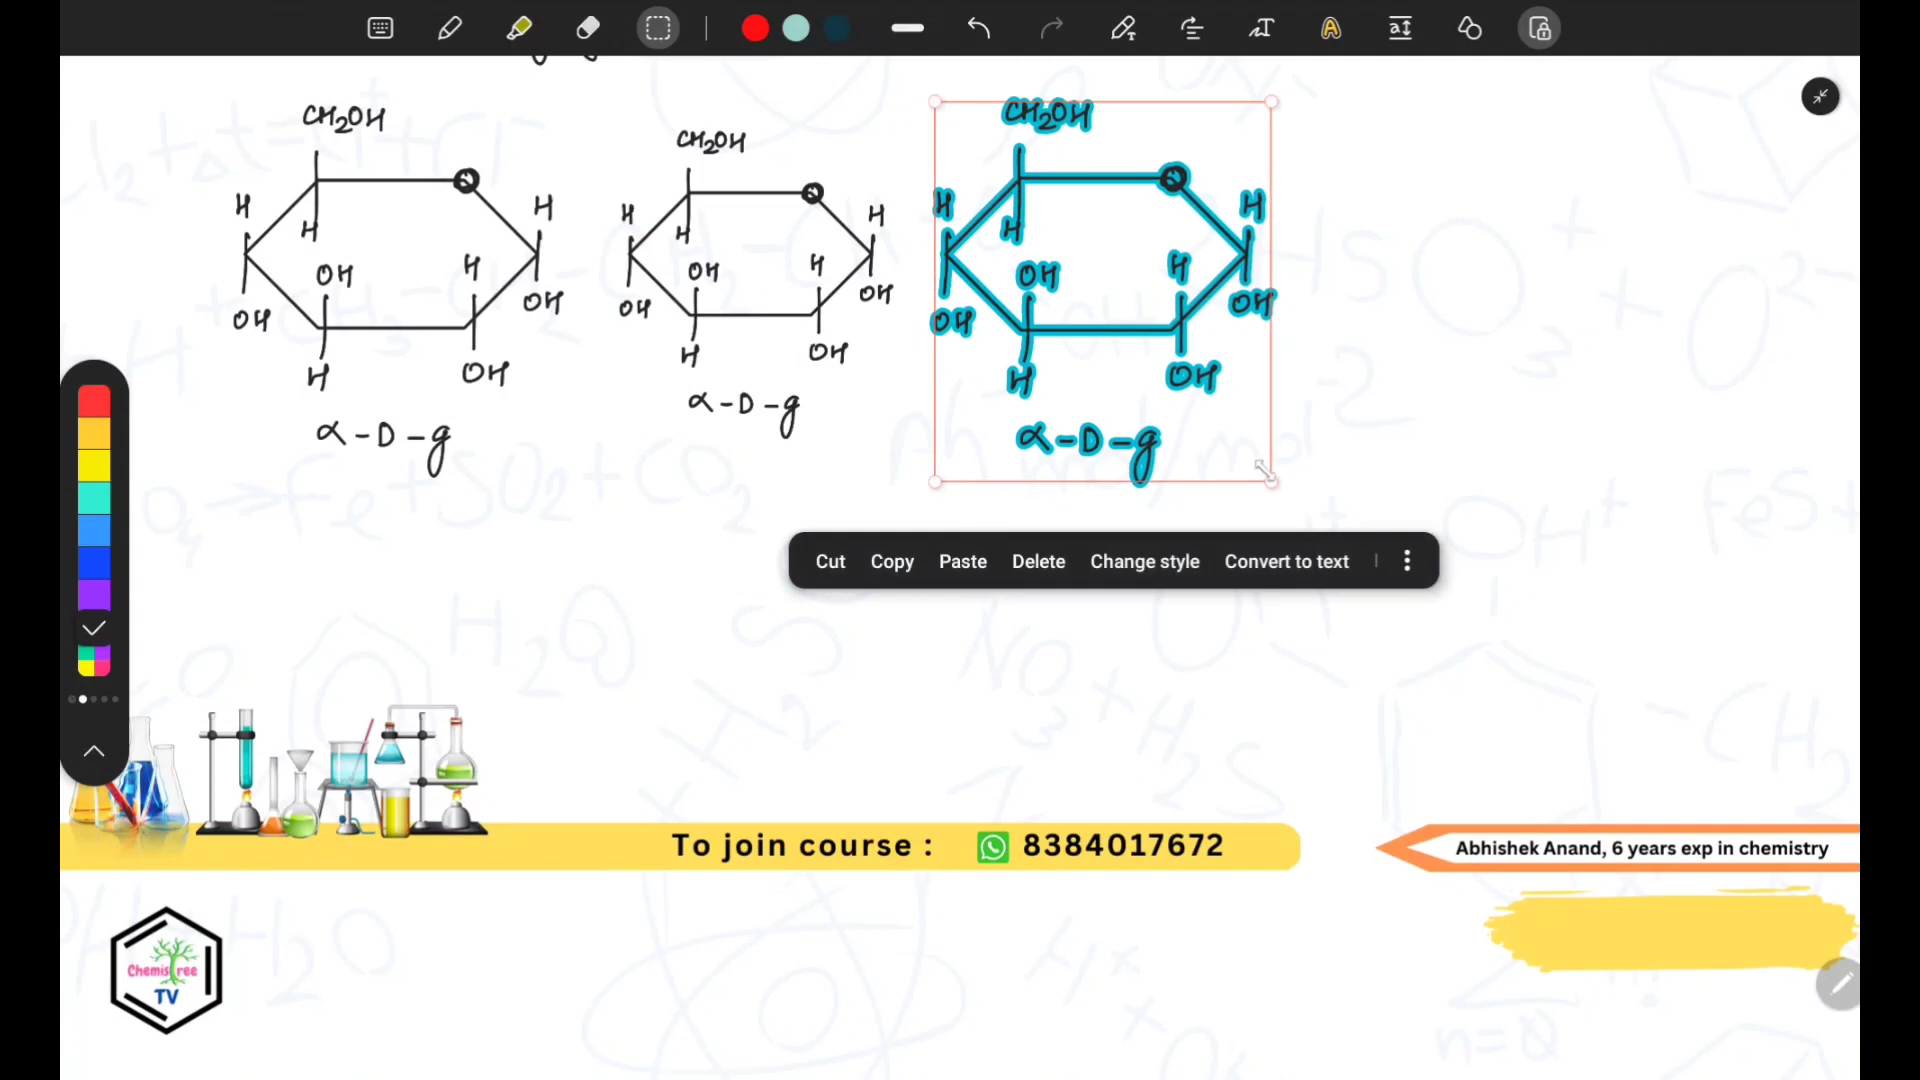 CH2OH
H
H
H
OH
H
OH
OH
H
OH
α-D-g
CH2OH
H
H
H
OH
H
OH
OH
H
OH
α-D-g
CH2OH
H
H
H
OH
H
OH
OH
H
OH
α-D-g
Cut Copy Paste Delete Change style Convert to text
To join course : 8384017672
Abhishek Anand, 6 years exp in chemistry
ChemisTree
TV